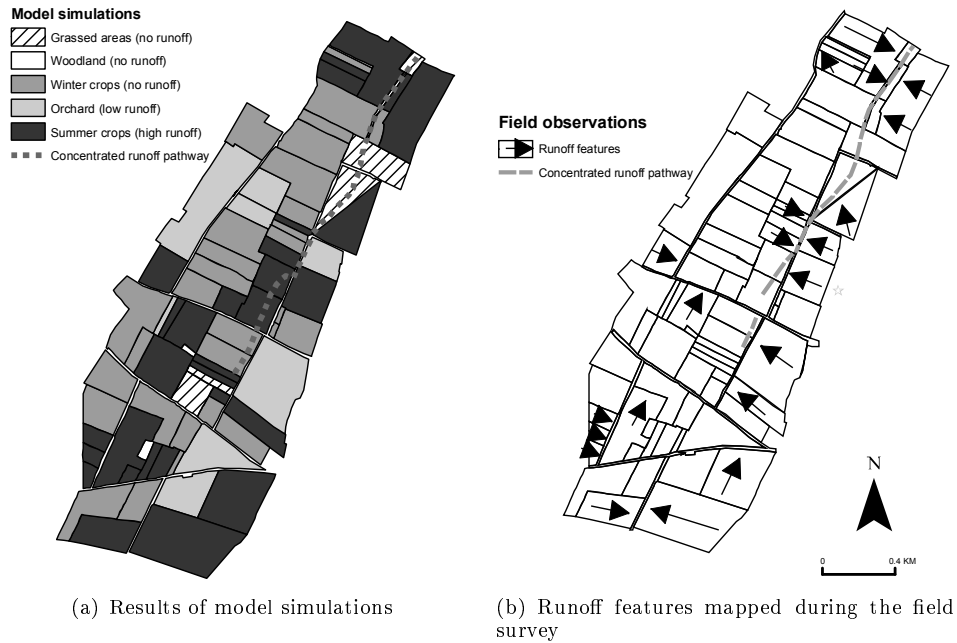 Model simulations
Grassed areas (no runoff)
Woodland (no runoff)
Winter crops (no runoff)
Orchard (low runoff)
Summer crops (high runoff)
Concentrated runoff pathway
Field observations
Runoff features
Concentrated runoff pathway
N
0 0.4 KM
(a) Results of model simulations
(b) Runoff features mapped during the field
survey